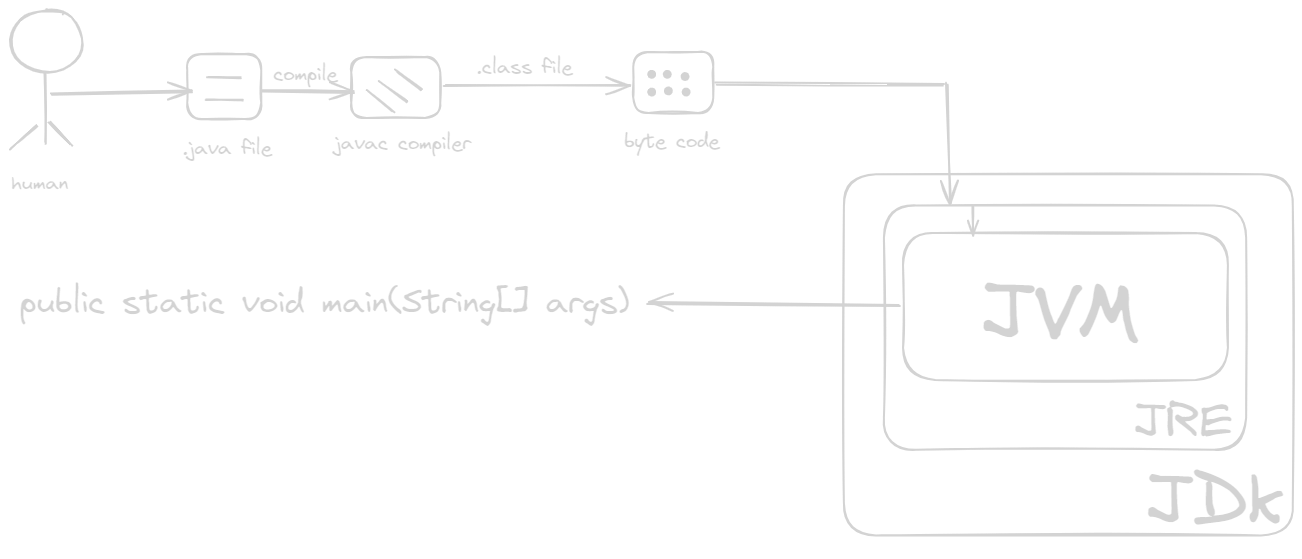 compile
.class file
.java file
javac compiler
byte code
human
public static void main(String[] args)
JVM
JRE
JDk